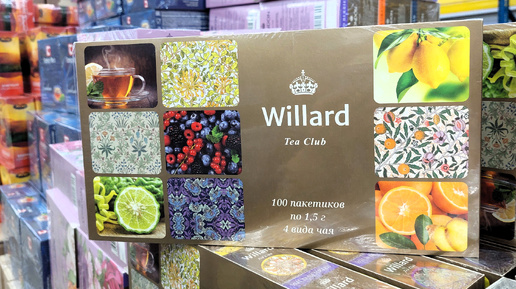 Willard
Tea Club
100 пакетиков
по 1,5 г
4 вида чая
Willard
Willard